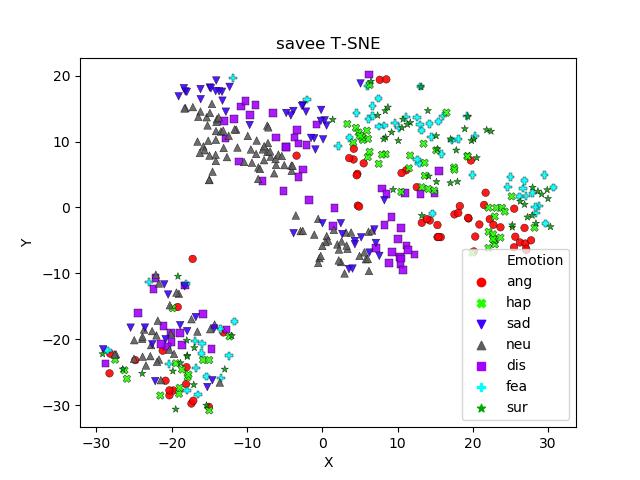 savee T-SNE
Y
20
10
0
−10
−20
−30
−30
−20
−10
0
10
20
30
X
Emotion
ang
hap
sad
neu
dis
fea
sur